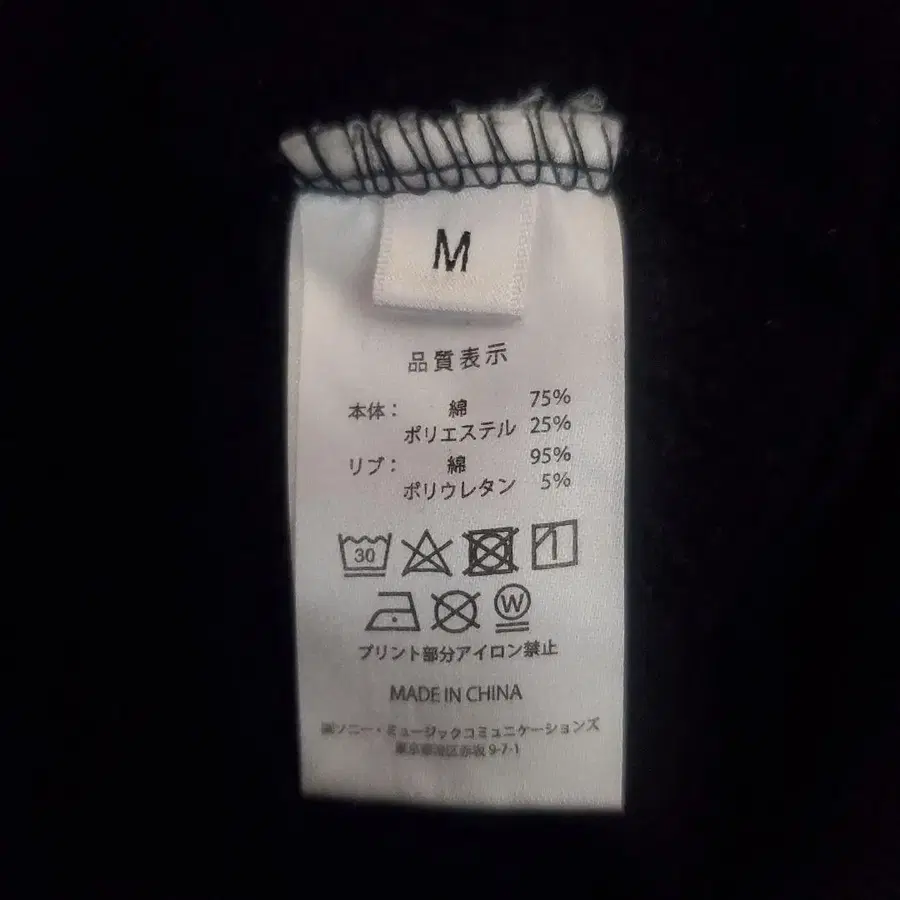 M
品質表示
本体： 綿 75%
ポリエステル 25%
リブ： 綿 95%
ポリウレタン 5%
30
W
プリント部分アイロン禁止
MADE IN CHINA
ソニー・ミュージックコミュニケーションズ
東京都港区赤坂 9-7-1